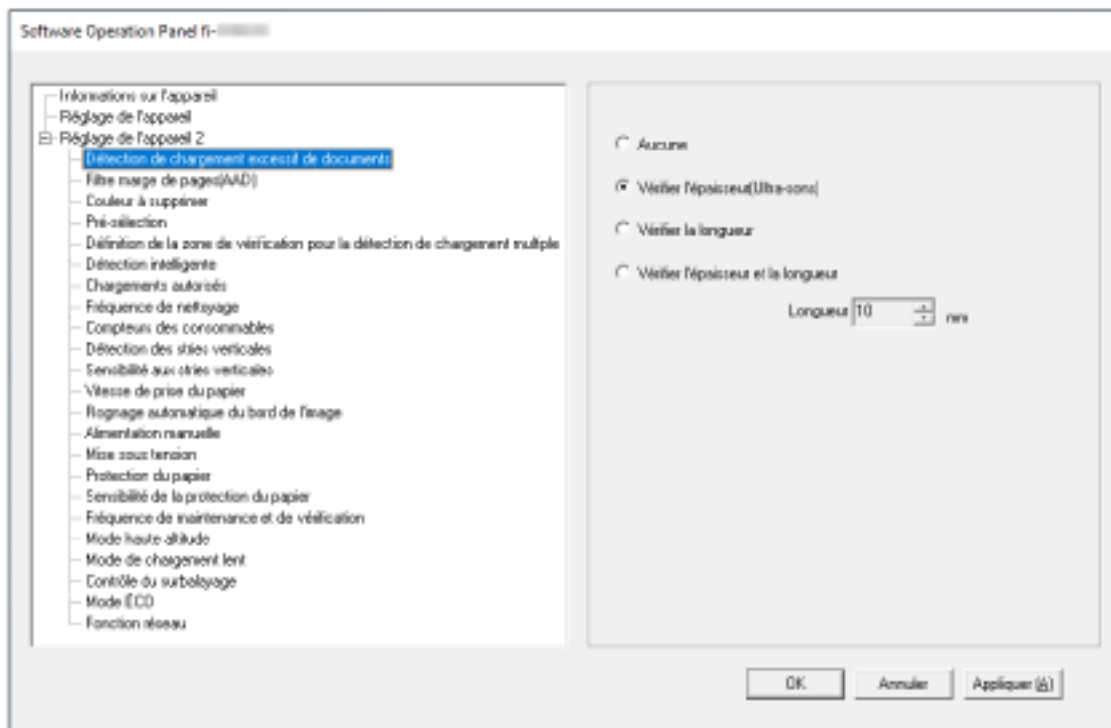 Software Operation Panel fi-
Informations sur l'appareil
Réglage de l'appareil
Réglage de l'appareil 2
Détection de chargement excessif de documents
Filtre marge de pages(AAD)
Couleur à supprimer
Pré-sélection
Définition de la zone de vérification pour la détection de chargement multiple
Détection intelligente
Chargements autorisés
Fréquence de nettoyage
Compteurs des consommables
Détection des stries verticales
Sensibilité aux stries verticales
Vitesse de prise du papier
Rognage automatique du bord de l'image
Alimentation manuelle
Mise sous tension
Protection du papier
Sensibilité de la protection du papier
Fréquence de maintenance et de vérification
Mode haute altitude
Mode de chargement lent
Contrôle du surbalayage
Mode ÉCO
Fonction réseau
Aucune
Vérifier l'épaisseur(Ultra-sons)
Vérifier la longueur
Vérifier l'épaisseur et la longueur
Longueur 10 mm
OK Annuler Appliquer (A)